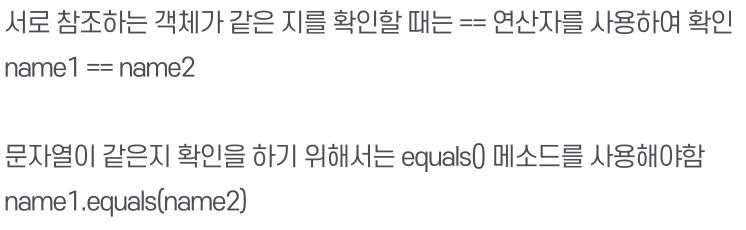 서로 참조하는 객체가 같은 지를 확인할 때는 == 연산자를 사용하여 확인
name1 == name2
문자열이 같은지 확인을 하기 위해서는 equals() 메소드를 사용해야함
name1.equals(name2)